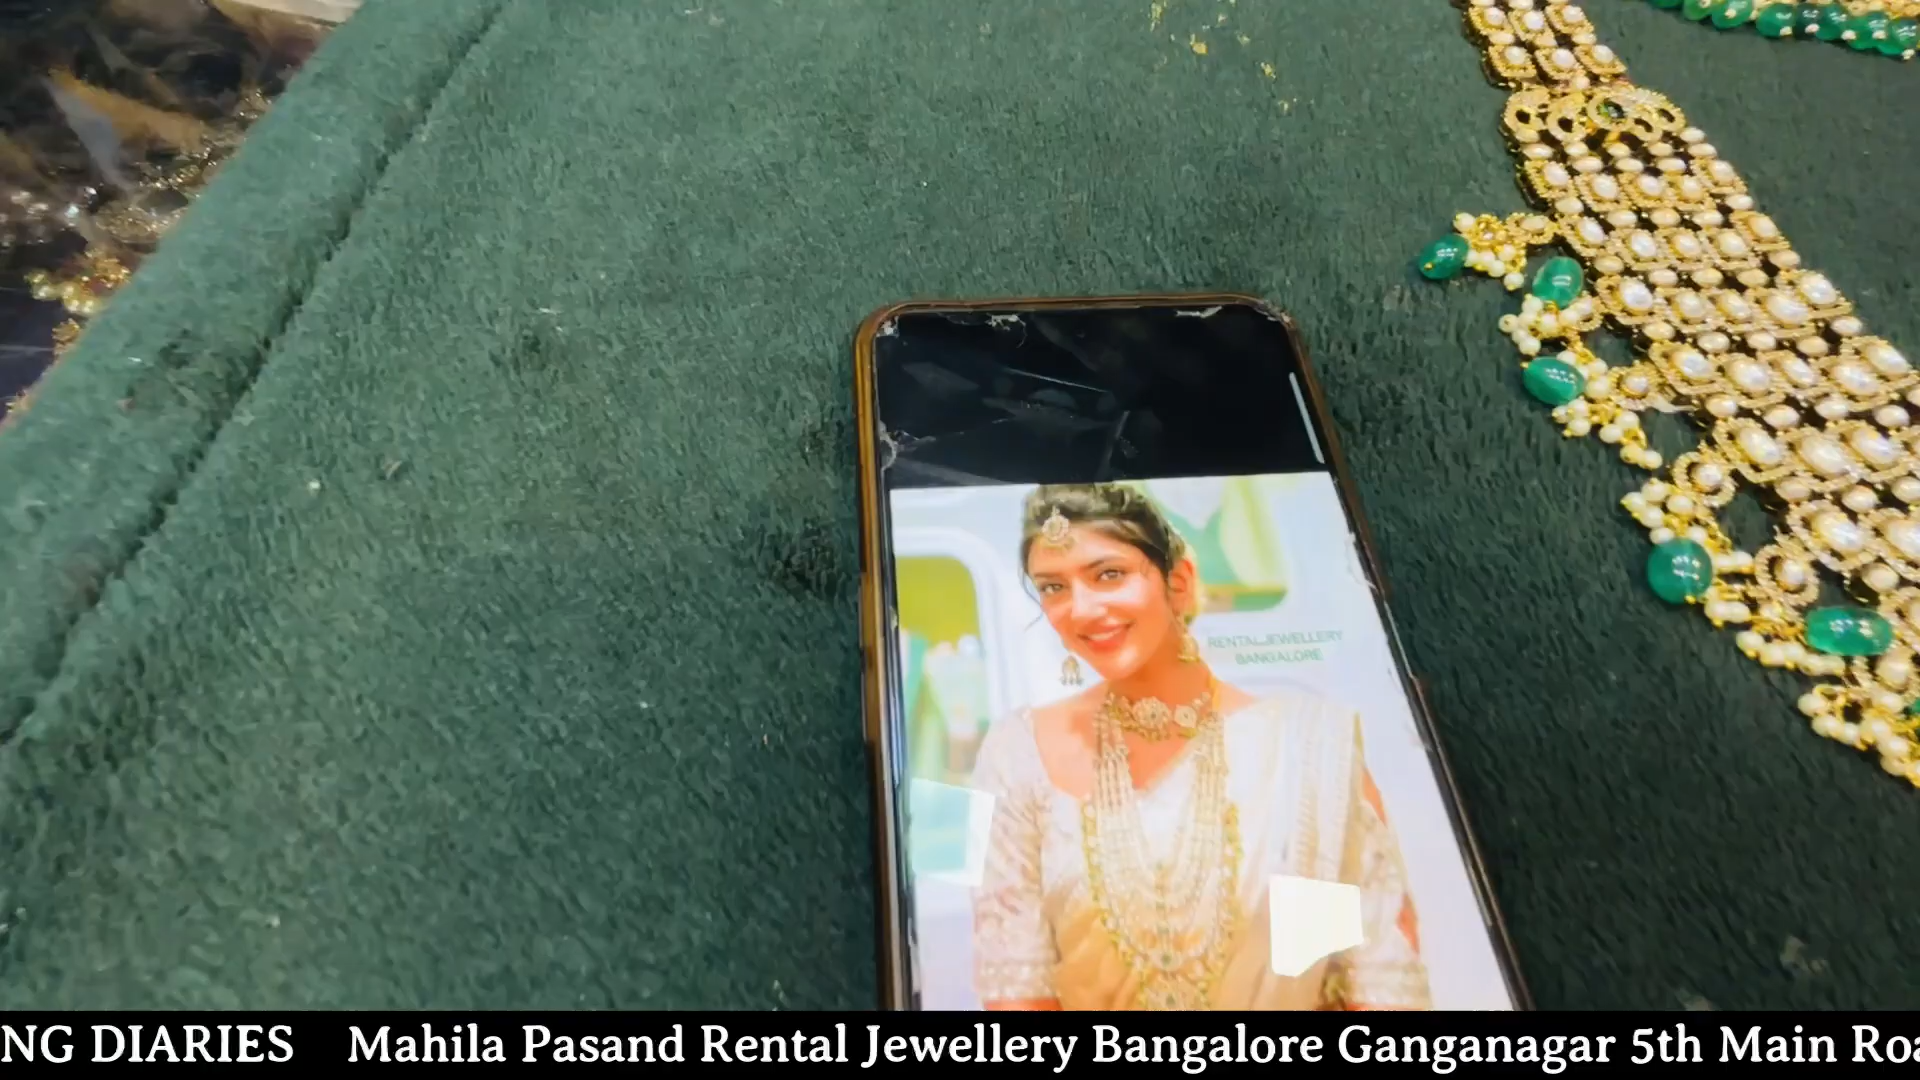 RENTAL JEWELLERY
BANGALORE
NG DIARIES Mahila Pasand Rental Jewellery Bangalore Ganganagar 5th Main Roa